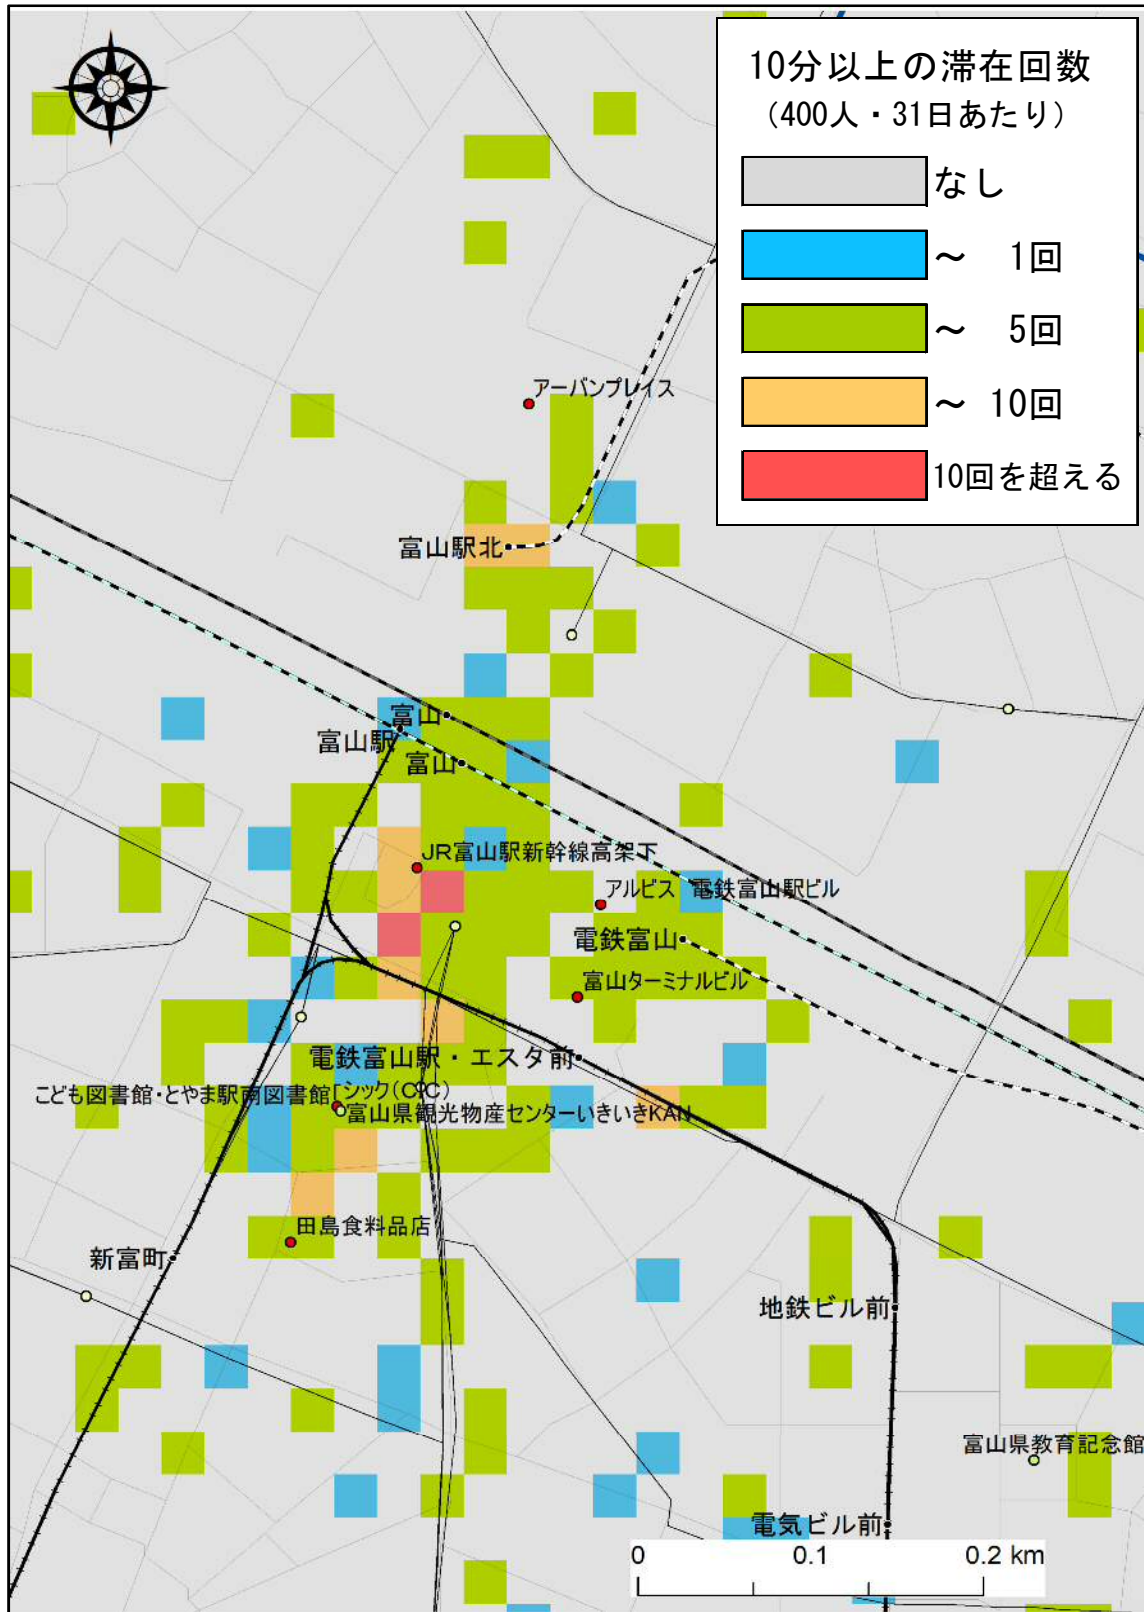 10分以上の滞在回数
（400人・31日あたり）
なし
～ 1回
～ 5回
～ 10回
10回を超える
アーバンプレイス
富山駅北
富山
富山駅
富山
JR富山駅新幹線高架下
アルビス 電鉄富山駅ビル
電鉄富山
富山ターミナルビル
電鉄富山駅・エスタ前
こども図書館・とやま駅南図書館
シック（CiC）
富山県観光物産センターいきいきKAN
田島食料品店
新富町
地鉄ビル前
富山県教育記念館
電気ビル前
0 0.1 0.2 km